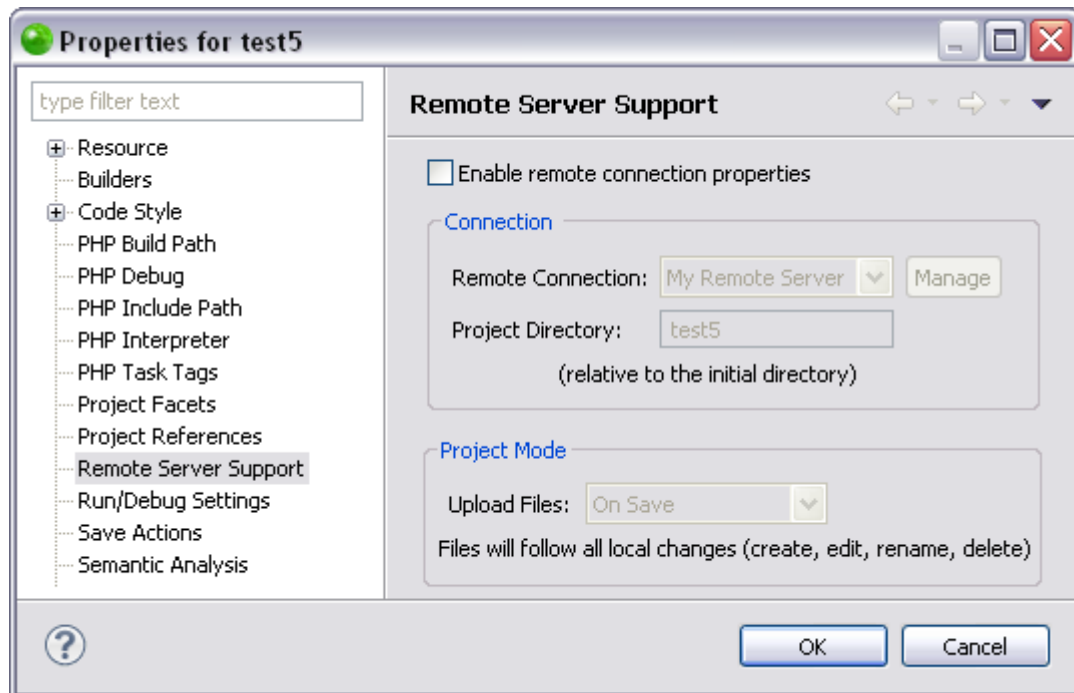 Properties for test5
type filter text
Resource
Builders
Code Style
PHP Build Path
PHP Debug
PHP Include Path
PHP Interpreter
PHP Task Tags
Project Facets
Project References
Remote Server Support
Run/Debug Settings
Save Actions
Semantic Analysis
Remote Server Support
Enable remote connection properties
Connection
Remote Connection: My Remote Server Manage
Project Directory: test5
(relative to the initial directory)
Project Mode
Upload Files: On Save
Files will follow all local changes (create, edit, rename, delete)
? OK Cancel